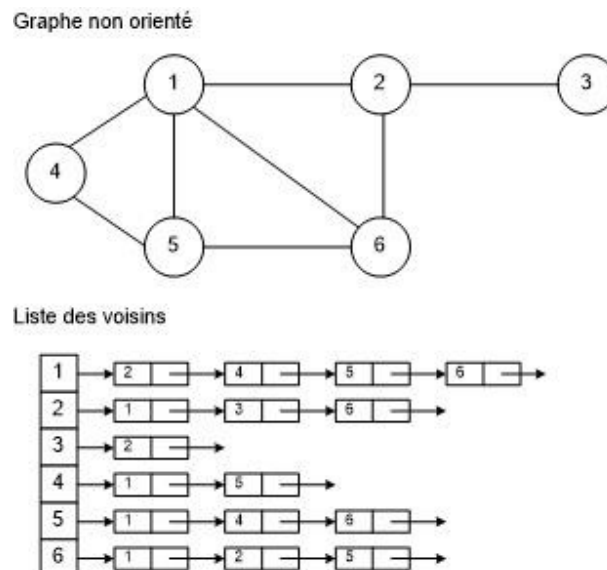 Graphe non orienté
1 2 3
4
5 6
Liste des voisins
1 2 4 5 6
2 1 3 6
3 2
4 1 5
5 1 4 6
6 1 2 5